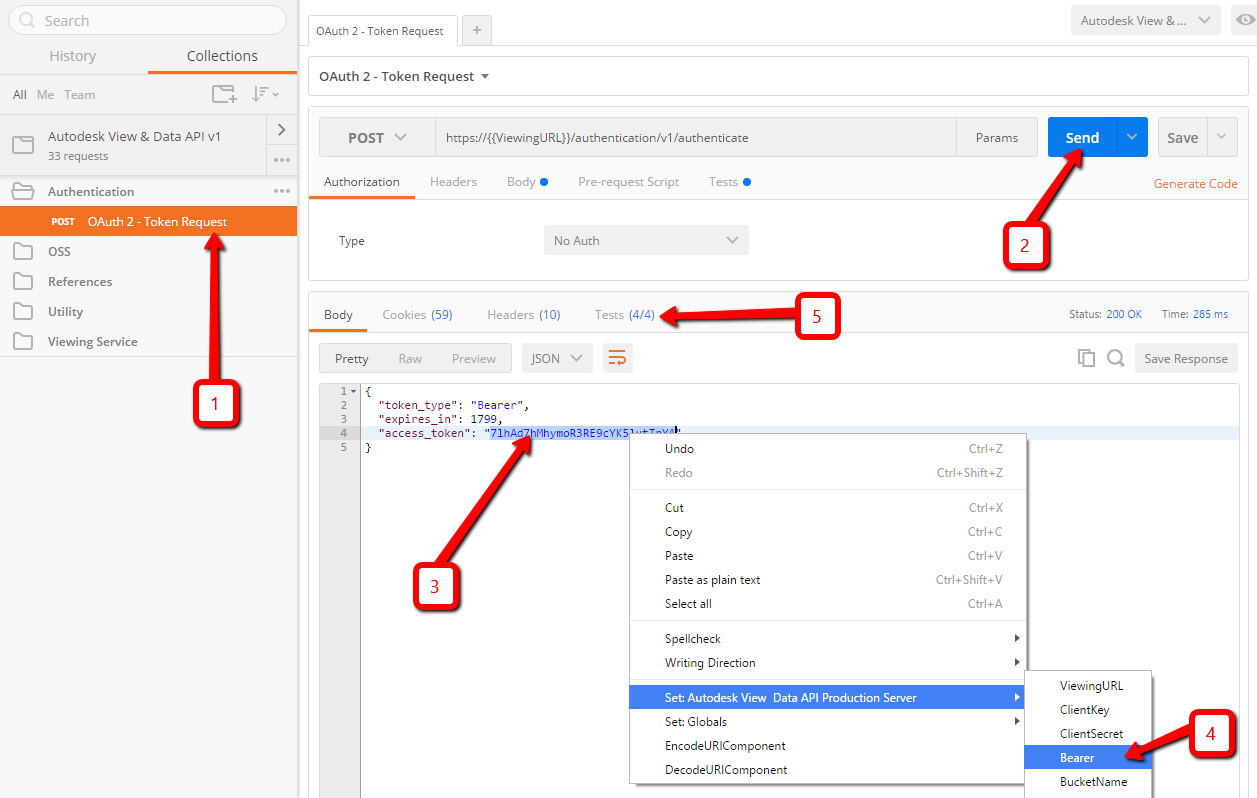 Search
History
Collections
All Me Team
Autodesk View & Data API v1
33 requests
Authentication
POST OAuth 2 - Token Request
OSS
References
Utility
Viewing Service
1
OAuth 2 - Token Request
+
Autodesk View & ...
OAuth 2 - Token Request
POST
https://{{ViewingURL}}/authentication/v1/authenticate
Params
Send
Save
Authorization
Headers
Body
Pre-request Script
Tests
Generate Code
Type
No Auth
2
Body
Cookies (59)
Headers (10)
Tests (4/4)
5
Status: 200 OK
Time: 285 ms
Pretty
Raw
Preview
JSON
Save Response
1 {
2 "token_type": "Bearer",
3 "expires_in": 1799,
4 "access_token":
5 }
3
Undo Ctrl+Z
Redo Ctrl+Shift+Z
Cut Ctrl+X
Copy Ctrl+C
Paste Ctrl+V
Paste as plain text Ctrl+Shift+V
Select all Ctrl+A
Spellcheck
Writing Direction
Set: Autodesk View  Data API Production Server
Set: Globals
EncodeURIComponent
DecodeURIComponent
ViewingURL
ClientKey
ClientSecret
Bearer
BucketName
4